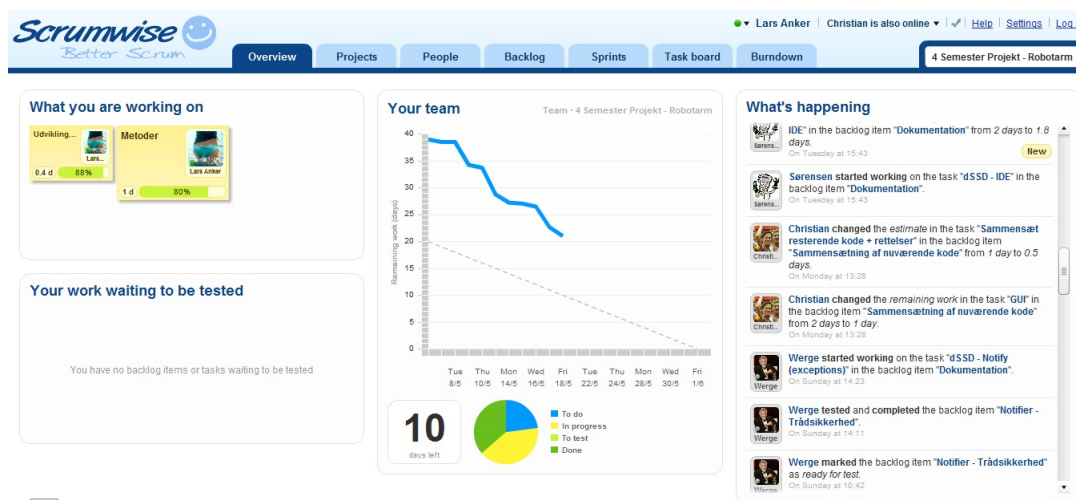 Scrumwise
Better Scrum
Lars Anker
Christian is also online
Help
Settings
Log
Overview
Projects
People
Backlog
Sprints
Task board
Burndown
4 Semester Projekt - Robotarm
What you are working on
Udvikling...
Lars...
0.4 d
88%
Metoder
Lars Anker
1 d
80%
Your work waiting to be tested
You have no backlog items or tasks waiting to be tested
Your team
Team - 4 Semester Projekt - Robotarm
Remaining work (days)
40
35
30
25
20
15
10
5
0
Tue Thu Mon Wed Fri Tue Thu Mon Wed Fri
8/5 10/5 14/5 16/5 18/5 22/5 24/5 28/5 30/5 1/6
10
days left
To do
In progress
To test
Done
What's happening
IDE" in the backlog item "Dokumentation" from 2 days to 1.8
days.
On Tuesday at 15:43
New
Sørens...
Sørensen started working on the task "dSSD - IDE" in the
backlog item "Dokumentation".
On Tuesday at 15:43
Sørens...
Christian changed the estimate in the task "Sammensæt
resterende kode + rettelser" in the backlog item
"Sammensætning af nuværende kode" from 1 day to 0.5
days.
On Monday at 13:28
Christi...
Christian changed the remaining work in the task "GUI" in
the backlog item "Sammensætning af nuværende kode"
from 2 days to 1 day.
On Monday at 13:28
Christi...
Werge started working on the task "dSSD - Notify
(exceptions)" in the backlog item "Dokumentation".
On Sunday at 14:23
Werge
Werge tested and completed the backlog item "Notifier -
Trådsikkerhed".
On Sunday at 14:11
Werge
Werge marked the backlog item "Notifier - Trådsikkerhed"
as ready for test.
On Sunday at 10:42
Werge